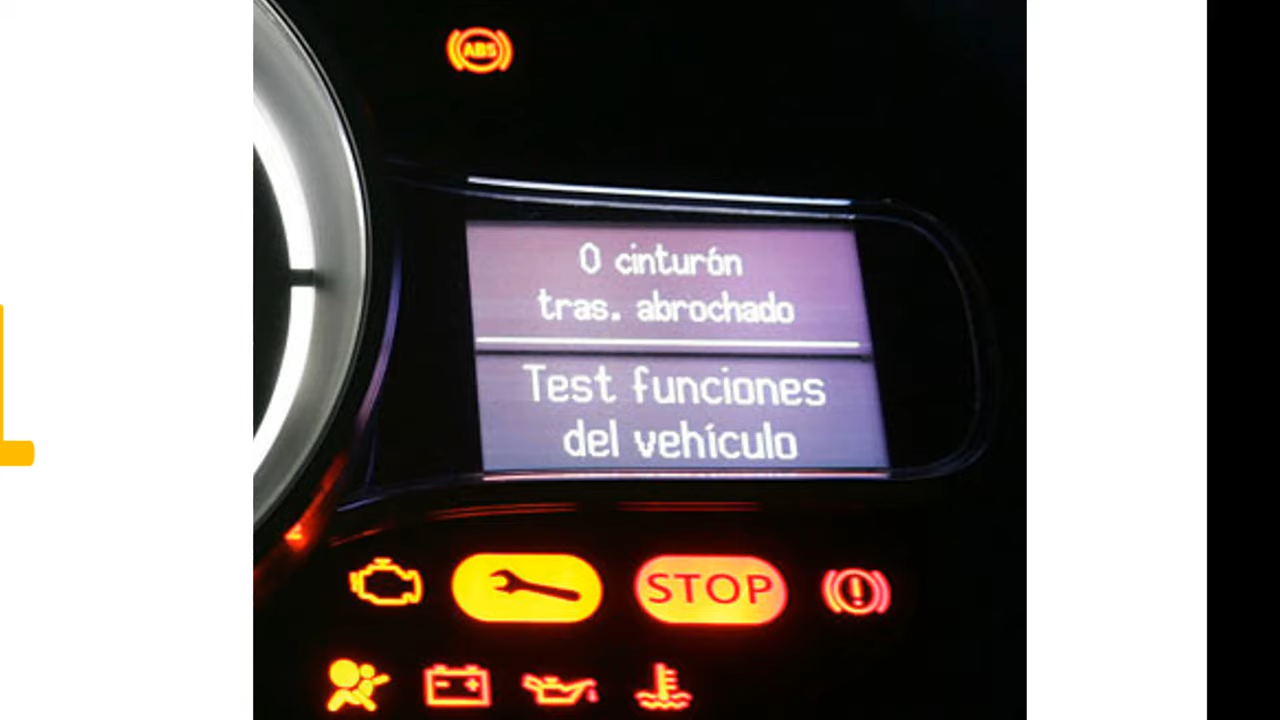 ABS
0 cinturón
tras. abrochado
Test funciones
del vehículo
STOP